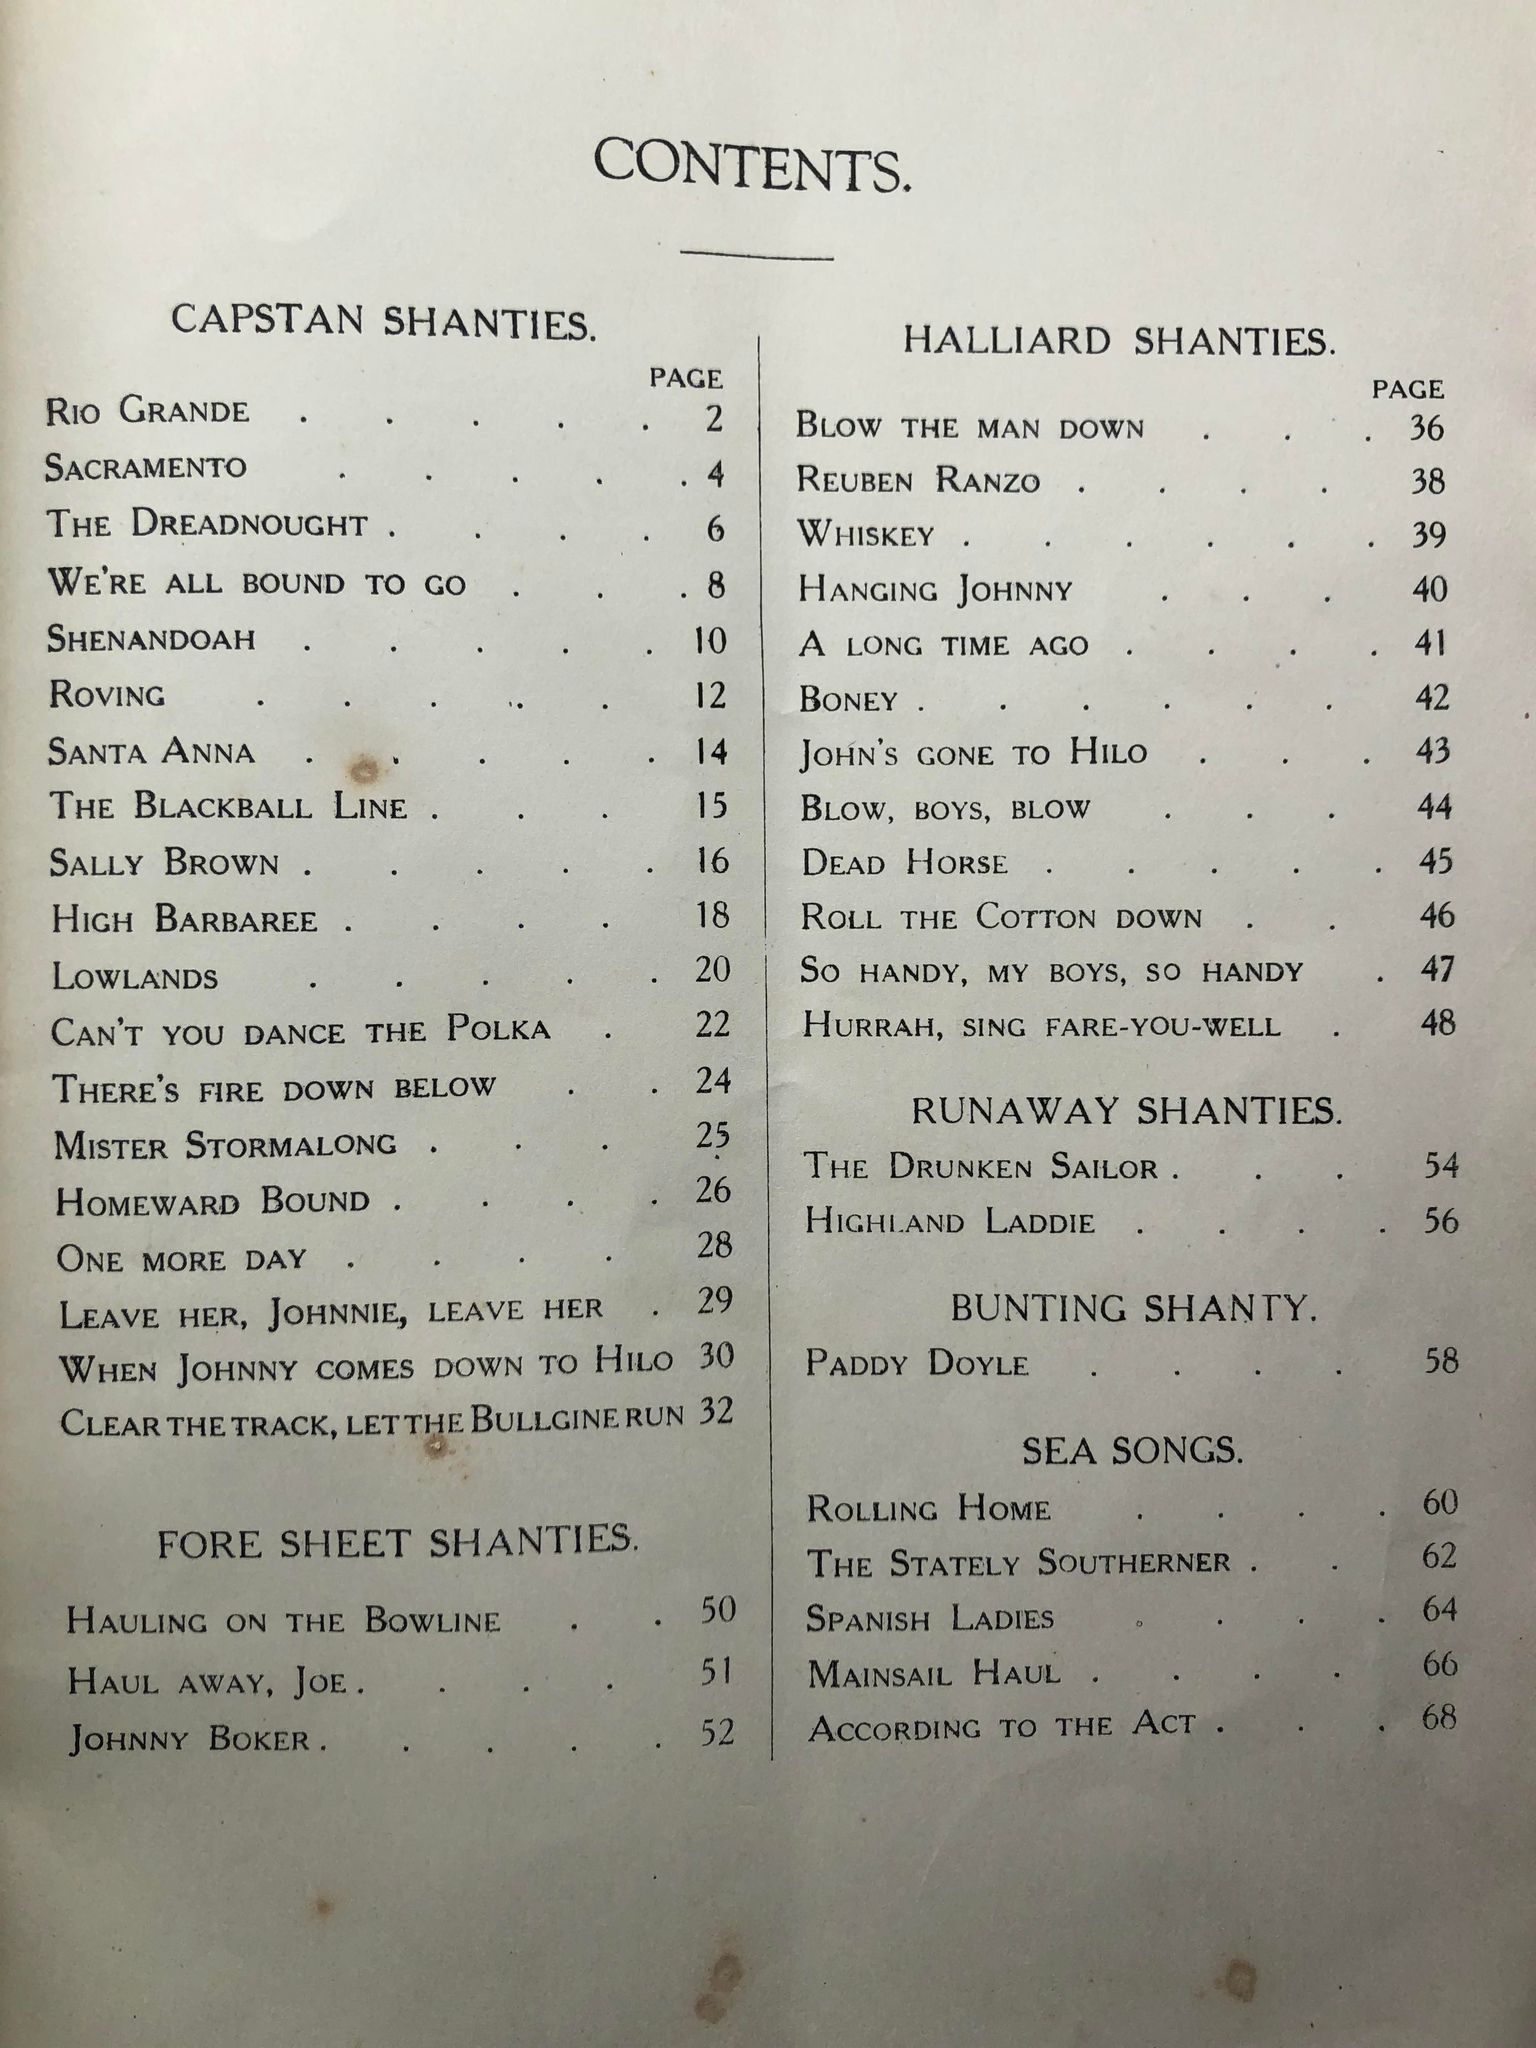 CONTENTS.
CAPSTAN SHANTIES.
PAGE
RIO GRANDE . . . . . 2
SACRAMENTO . . . . . 4
THE DREADNOUGHT . . . . 6
WE'RE ALL BOUND TO GO . . . 8
SHENANDOAH . . . . . 10
ROVING . . . . . 12
SANTA ANNA . . . . . 14
THE BLACKBALL LINE . . . 15
SALLY BROWN . . . . . 16
HIGH BARBAREE . . . . 18
LOWLANDS . . . . . 20
CAN'T YOU DANCE THE POLKA . 22
THERE'S FIRE DOWN BELOW . . 24
MISTER STORMALONG . . . 25
HOMEWARD BOUND . . . . 26
ONE MORE DAY . . . . 28
LEAVE HER, JOHNNIE, LEAVE HER . 29
WHEN JOHNNY COMES DOWN TO HILO 30
CLEAR THE TRACK, LET THE BULLGINE RUN 32
FORE SHEET SHANTIES.
HAULING ON THE BOWLINE . . 50
HAUL AWAY, JOE . . . . 51
JOHNNY BOKER . . . . . 52
HALLIARD SHANTIES.
PAGE
BLOW THE MAN DOWN . . . 36
REUBEN RANZO . . . . 38
WHISKEY . . . . . . 39
HANGING JOHNNY . . . 40
A LONG TIME AGO . . . . 41
BONEY . . . . . . 42
JOHN'S GONE TO HILO . . . 43
BLOW, BOYS, BLOW . . . 44
DEAD HORSE . . . . . 45
ROLL THE COTTON DOWN . . 46
SO HANDY, MY BOYS, SO HANDY . 47
HURRAH, SING FARE-YOU-WELL . 48
RUNAWAY SHANTIES.
THE DRUNKEN SAILOR . . . 54
HIGHLAND LADDIE . . . . 56
BUNTING SHANTY.
PADDY DOYLE . . . . 58
SEA SONGS.
ROLLING HOME . . . . 60
THE STATELY SOUTHERNER . . 62
SPANISH LADIES . . . . 64
MAINSAIL HAUL . . . . 66
ACCORDING TO THE ACT . . . 68